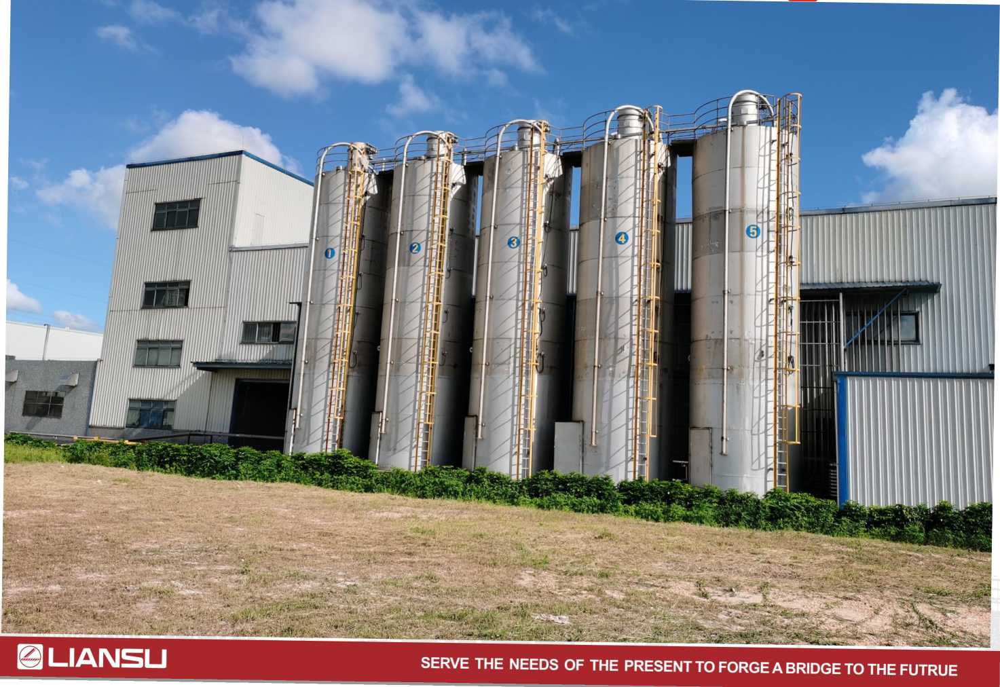 1
2
3
4
5
LIANSU
SERVE THE NEEDS OF THE PRESENT TO FORGE A BRIDGE TO THE FUTRUE